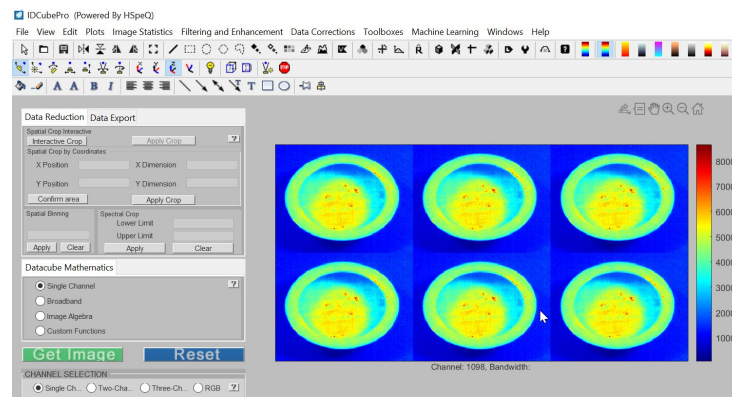 IDCubePro (Powered By HSpeQ)
File View Edit Plots Image Statistics Filtering and Enhancement Data Corrections Toolboxes Machine Learning Windows Help
A A B I T
Data Reduction Data Export
Spatial Crop Interactive
Interactive Crop Apply Crop ?
Spatial Crop by Coordinates
X Position X Dimension
Y Position Y Dimension
Confirm area Apply Crop
Spatial Binning Spectral Crop
Lower Limit
Upper Limit
Apply Clear Apply Clear
Datacube Mathematics
Single Channel ?
Broadband
Image Algebra
Custom Functions
Get Image Reset
CHANNEL SELECTION
Single Ch... Two-Cha... Three-Ch... RGB ?
8000
7000
6000
5000
4000
3000
2000
1000
Channel: 1098, Bandwidth: